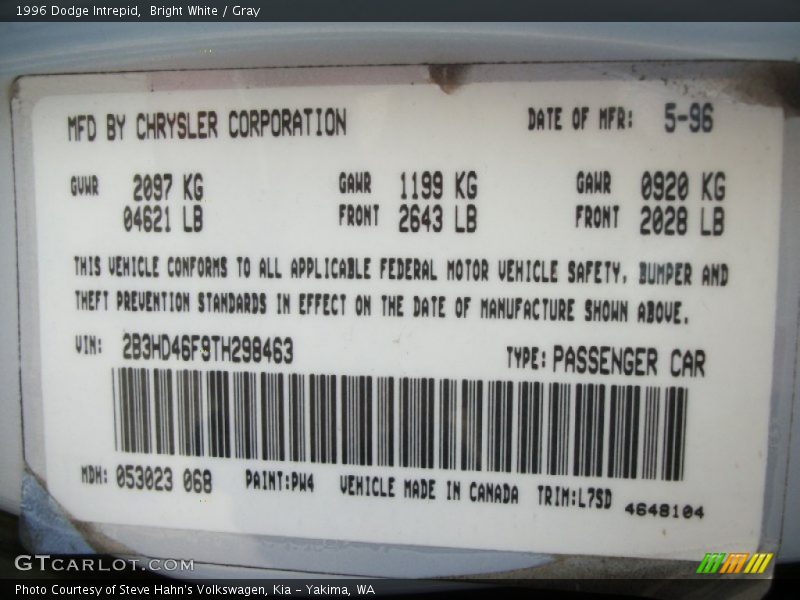 1996 Dodge Intrepid, Bright White / Gray
MFD BY CHRYSLER CORPORATION DATE OF MFR: 5-96
GVWR 2097 KG GAWR 1199 KG GAWR 0920 KG
04621 LB FRONT 2643 LB FRONT 2028 LB
THIS VEHICLE CONFORMS TO ALL APPLICABLE FEDERAL MOTOR VEHICLE SAFETY, BUMPER AND
THEFT PREVENTION STANDARDS IN EFFECT ON THE DATE OF MANUFACTURE SHOWN ABOVE.
VIN: 2B3HD46F9TH298463 TYPE: PASSENGER CAR
MDH: 053023 068 PAINT:PW4 VEHICLE MADE IN CANADA TRIM:L7SD 4648104
GTCARLOT.COM
Photo Courtesy of Steve Hahn's Volkswagen, Kia – Yakima, WA